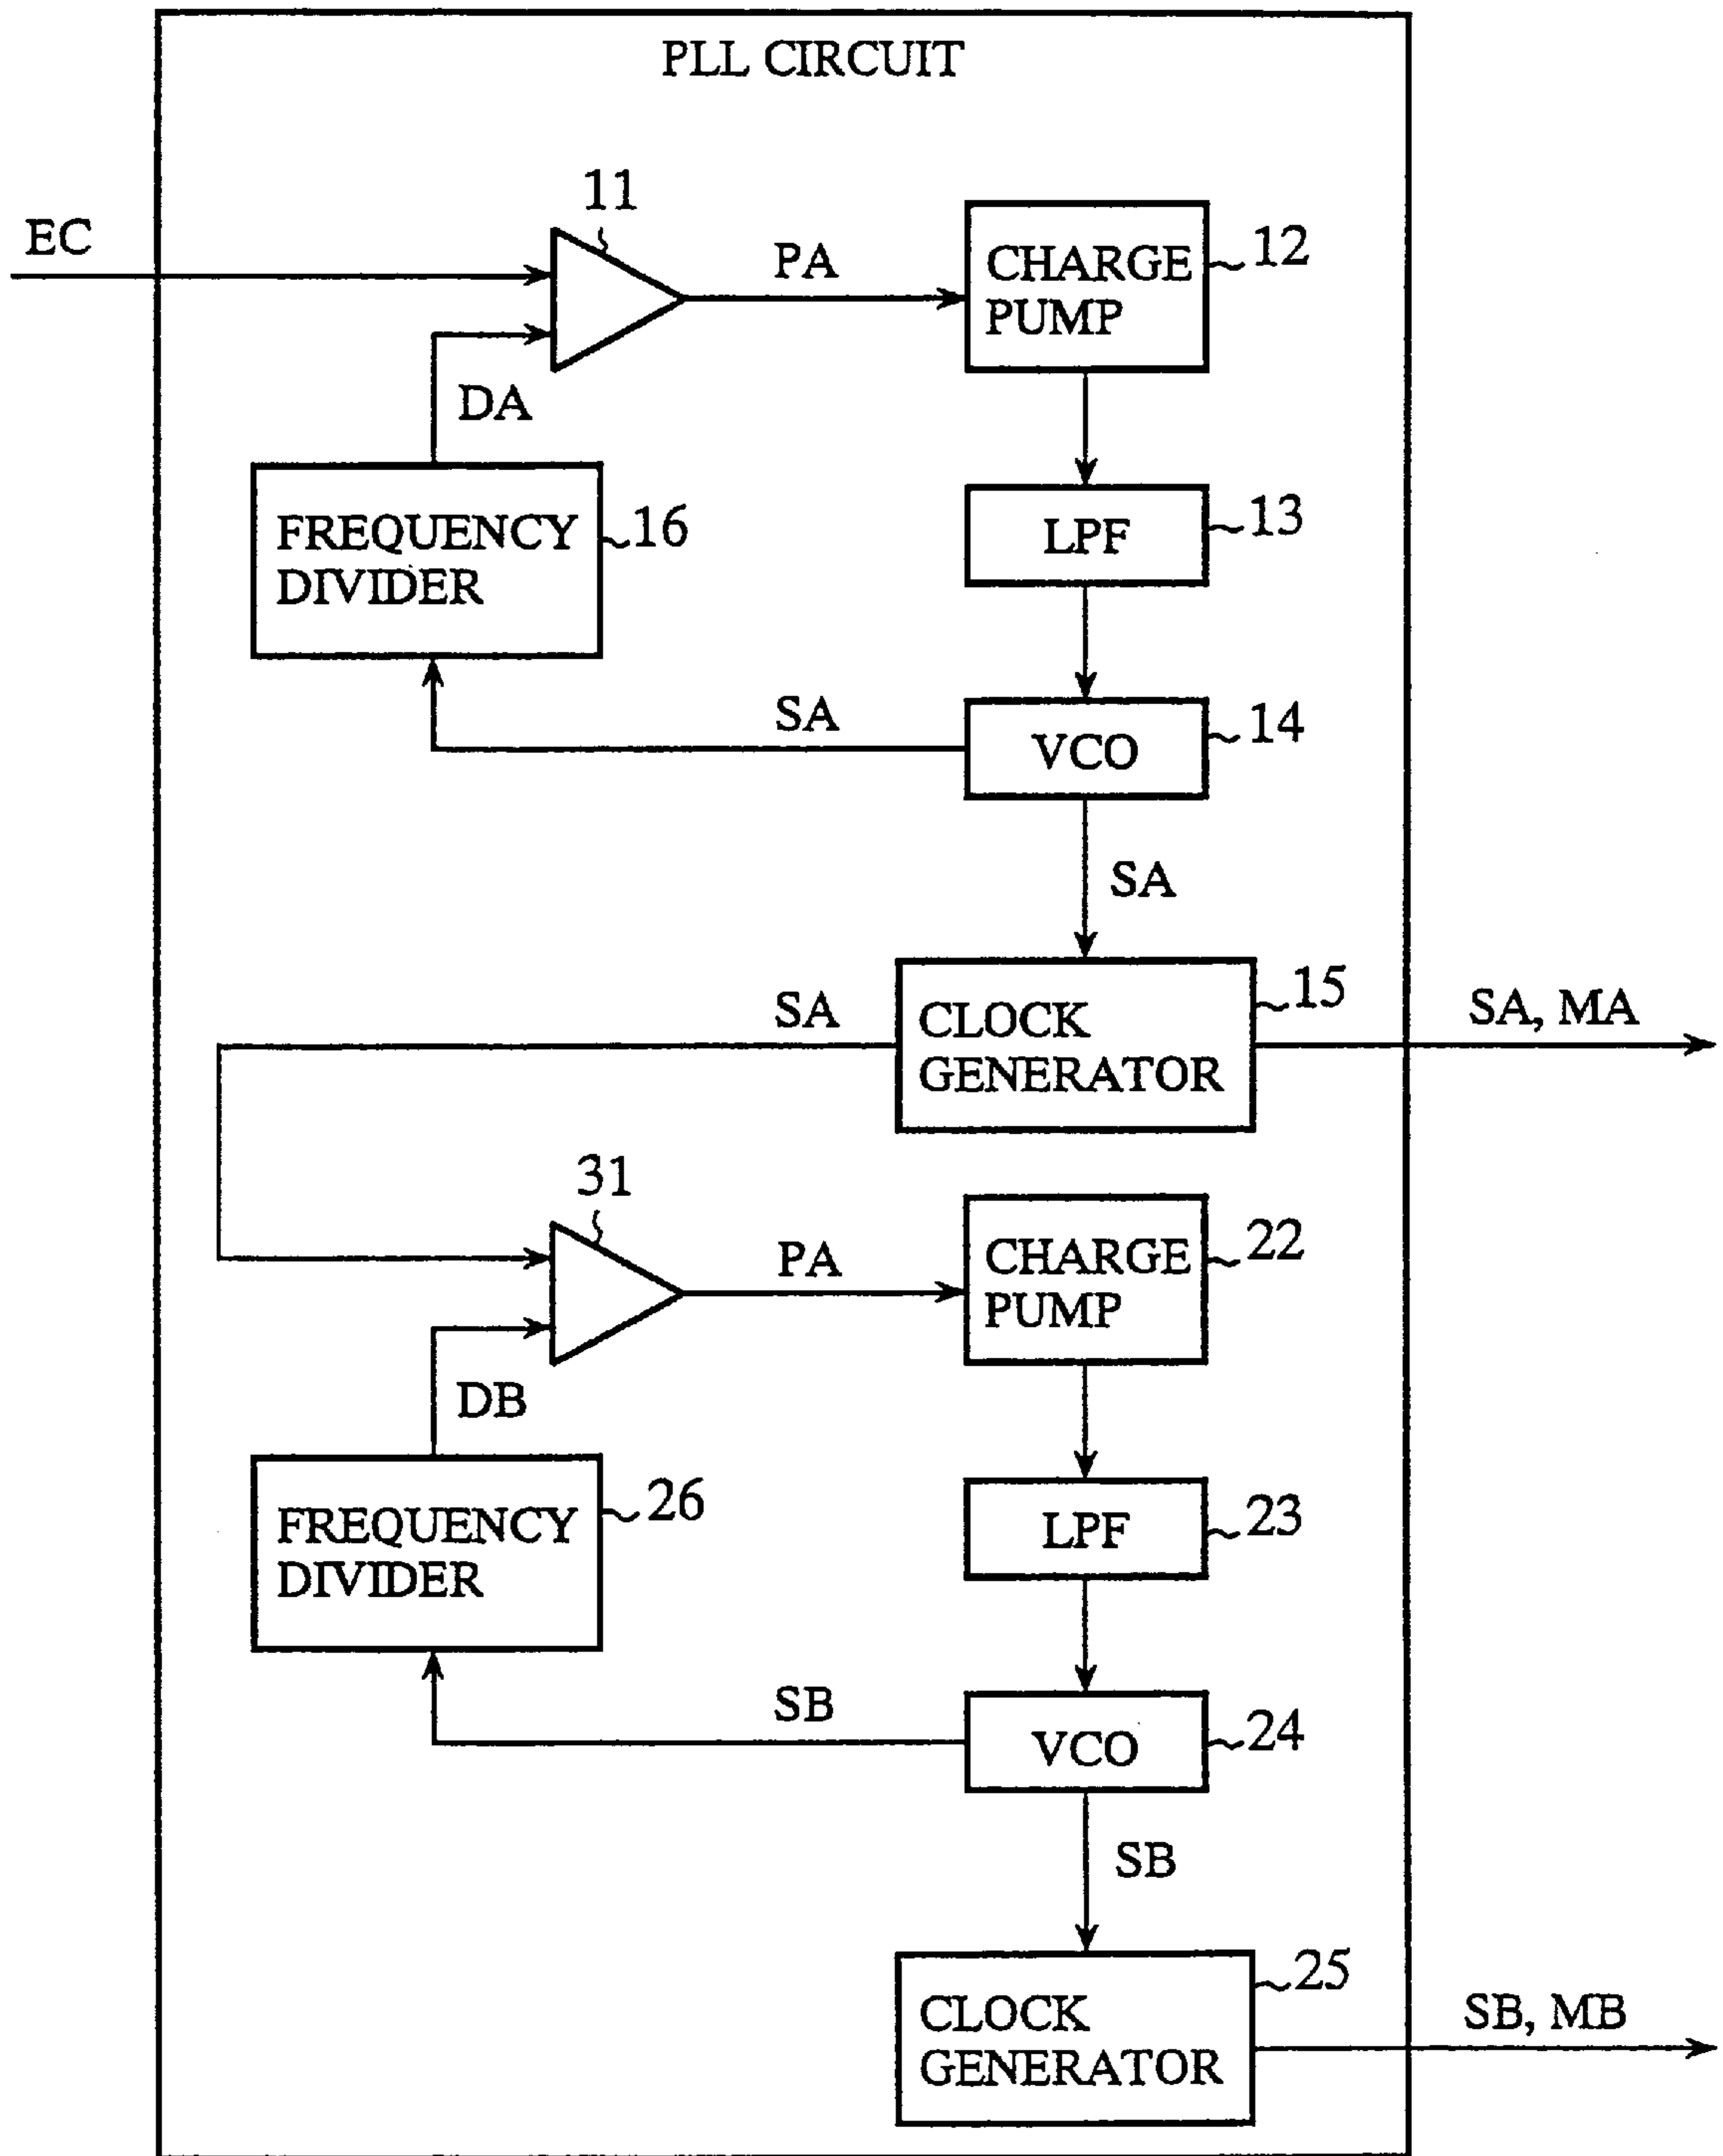 PLL CIRCUIT
EC
11
PA
CHARGE
PUMP
12
DA
FREQUENCY
DIVIDER
16
LPF
13
SA
VCO
14
SA
SA
CLOCK
GENERATOR
15
SA, MA
31
PA
CHARGE
PUMP
22
DB
FREQUENCY
DIVIDER
26
LPF
23
SB
VCO
24
SB
CLOCK
GENERATOR
25
SB, MB